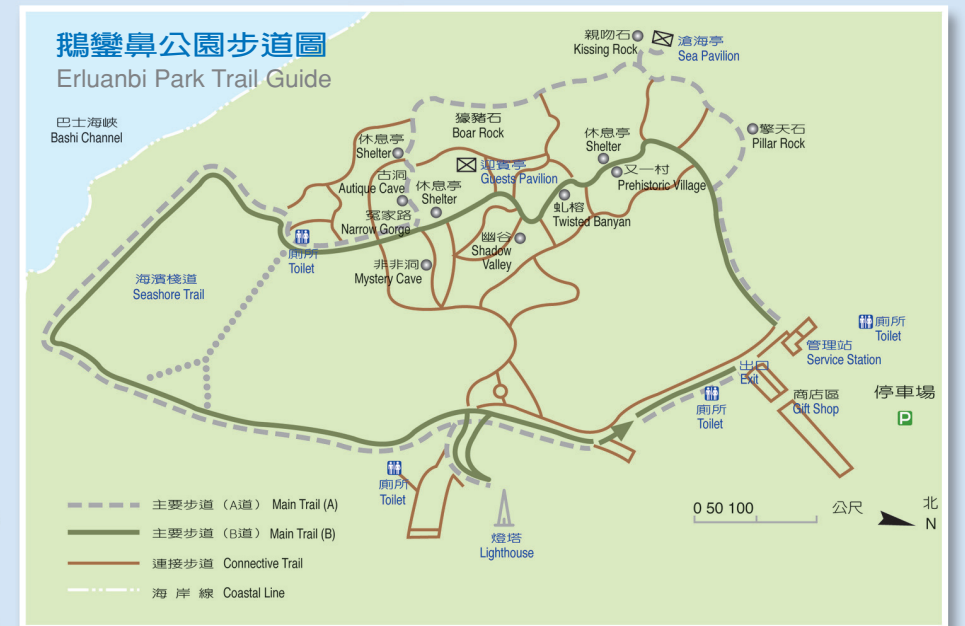 鵝鑾鼻公園步道圖
Erluanbi Park Trail Guide
親吻石
Kissing Rock
滄海亭
Sea Pavilion
巴士海峽
Bashi Channel
休息亭
Shelter
壕豬石
Boar Rock
休息亭
Shelter
擎天石
Pillar Rock
迎賓亭
Guests Pavilion
又一村
Prehistoric Village
古洞
Autique Cave
休息亭
Shelter
虬榕
Twisted Banyan
冤家路
Narrow Gorge
幽谷
Shadow
Valley
廁所
Toilet
非非洞
Mystery Cave
海濱棧道
Seashore Trail
廁所
Toilet
管理站
Service Station
出口
Exit
商店區
Gift Shop
停車場
P
廁所
Toilet
廁所
Toilet
燈塔
Lighthouse
主要步道（A道） Main Trail (A)
主要步道（B道） Main Trail (B)
連接步道 Connective Trail
海 岸 線 Coastal Line
0 50 100 公尺
北
N